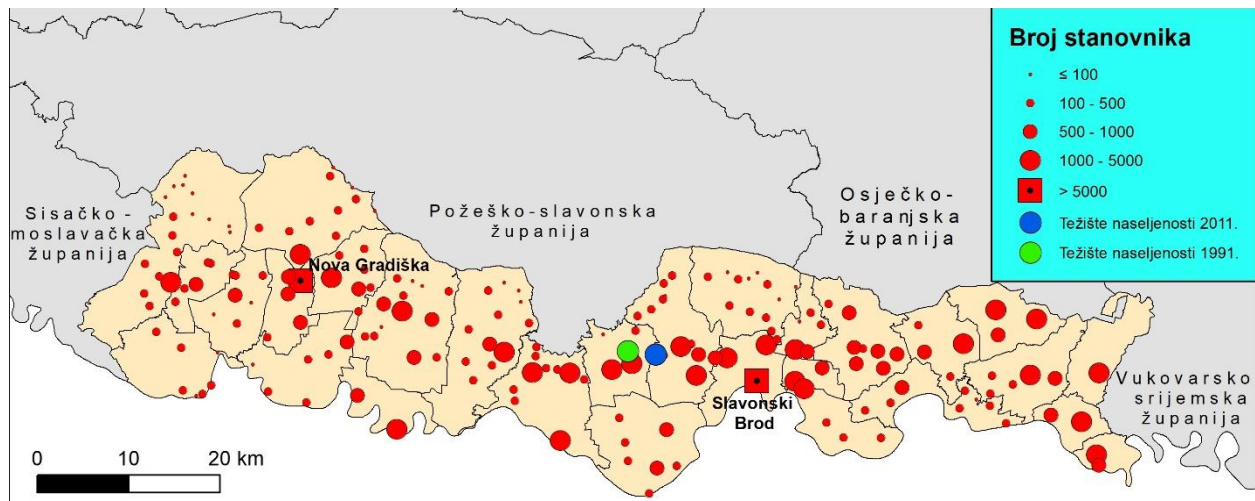 Broj stanovnika
≤ 100
100 - 500
500 - 1000
1000 - 5000
> 5000
Težište naseljenosti 2011.
Težište naseljenosti 1991.
Sisačko -
moslavačka
županija
Požeško-slavonska
županija
Osječko-
baranjska
županija
Nova Gradiška
Slavonski
Brod
Vukovarsko
srijemska
županija
0 10 20 km